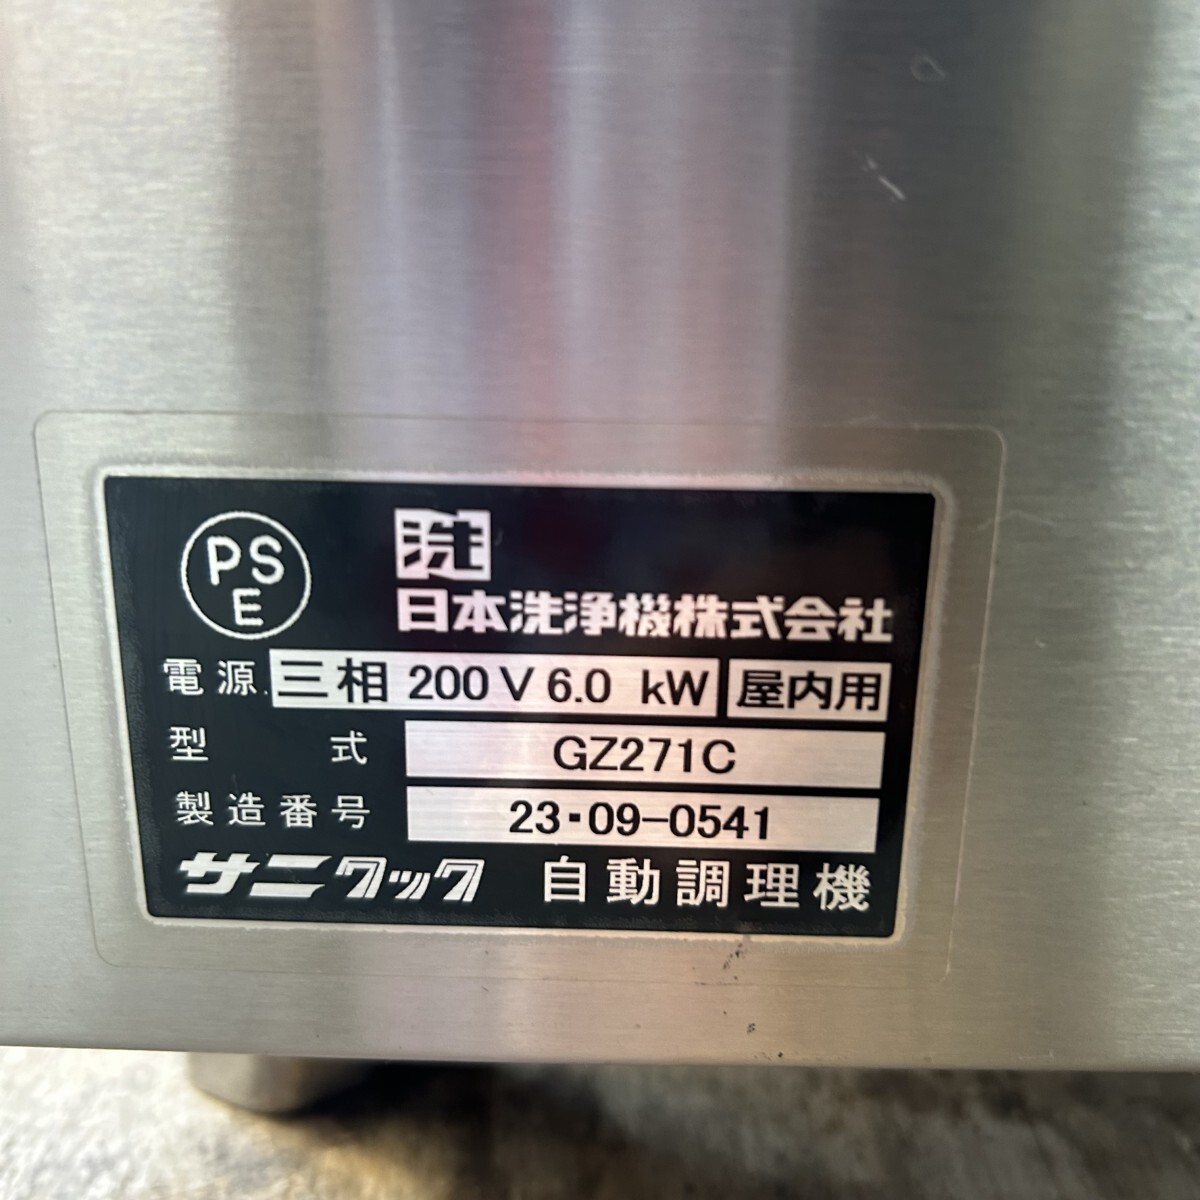 PS
E
洗
日本洗浄機株式会社
電源 三相 200V 6.0 kW 屋内用
型式 GZ271C
製造番号 23・09-0541
サニクック 自動調理機